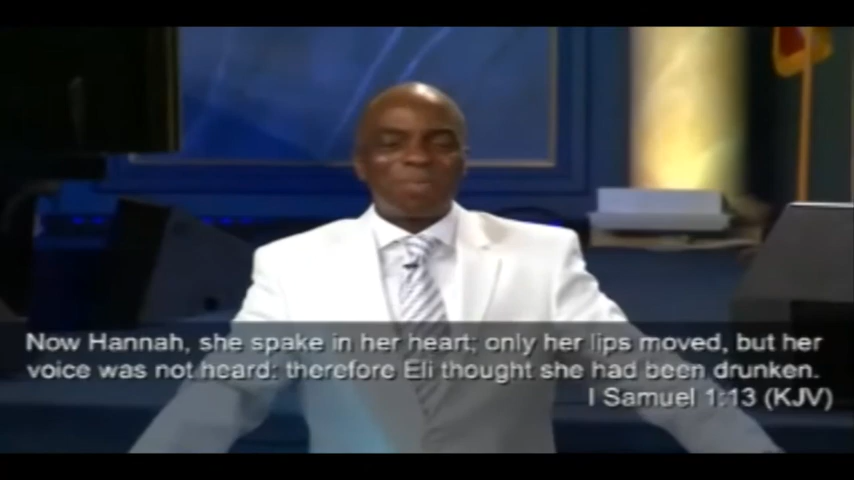 Now Hannah, she spake in her heart; only her lips moved, but her
voice was not heard: therefore Eli thought she had been drunken.
I Samuel 1:13 (KJV)